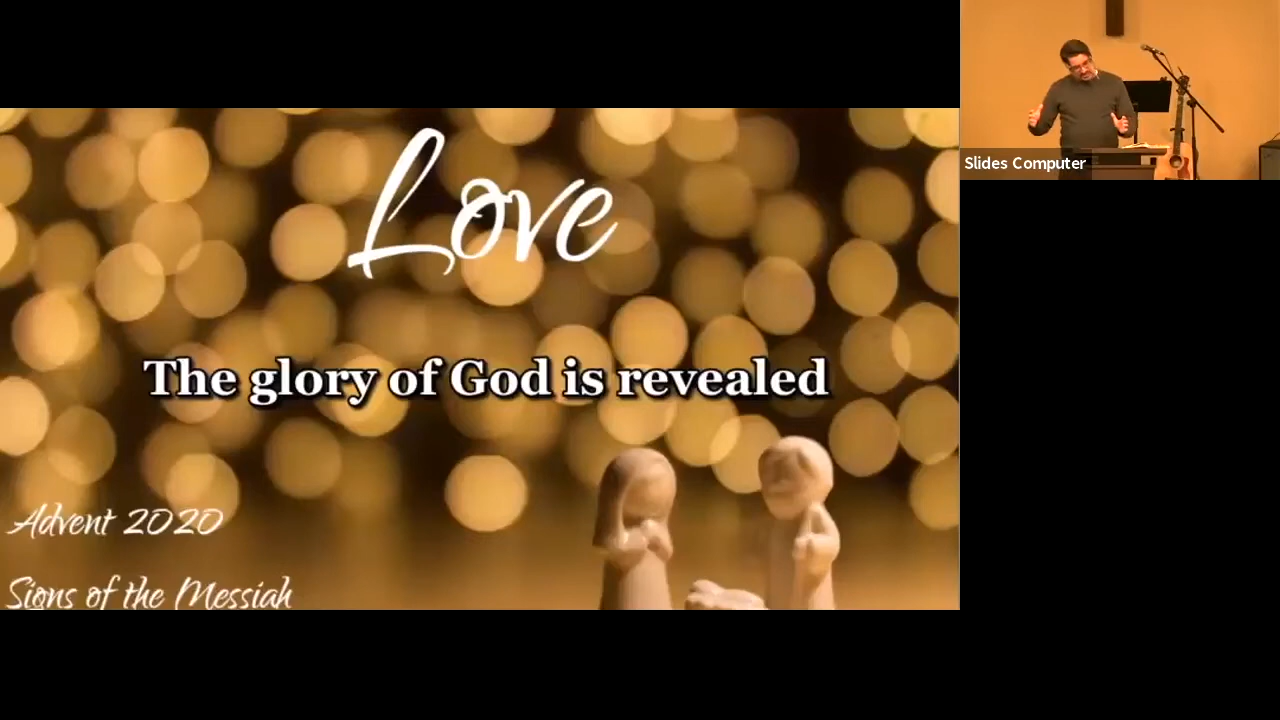 Love
The glory of God is revealed
Advent 2020
Signs of the Messiah
Slides Computer